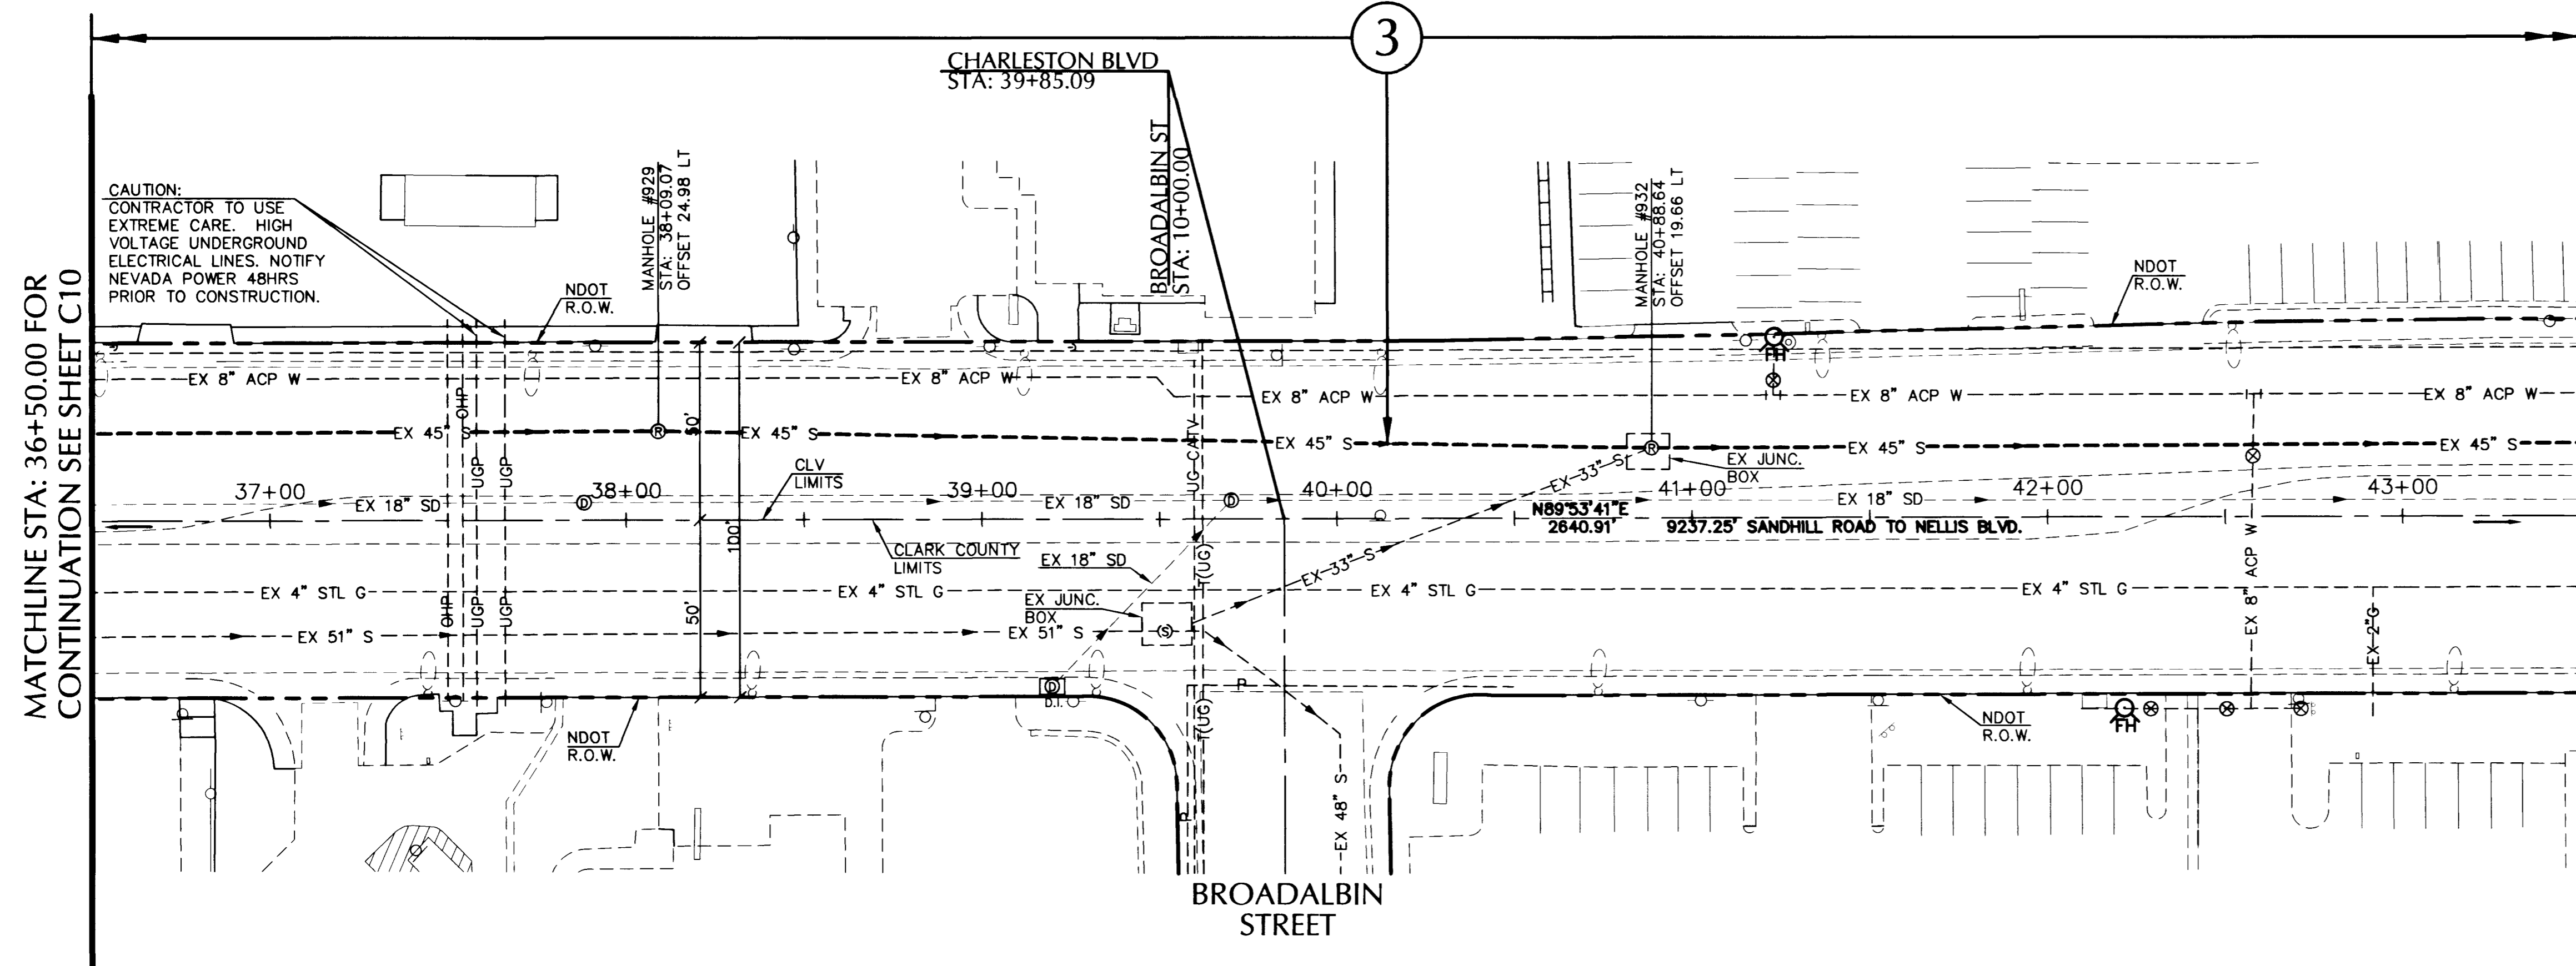 3
CHARLESTON BLVD
STA: 39+85.09
BROADALBIN ST
STA: 10+00.00
MATCHLINE STA: 36+50.00 FOR
CONTINUATION SEE SHEET C10
CAUTION:
CONTRACTOR TO USE
EXTREME CARE. HIGH
VOLTAGE UNDERGROUND
ELECTRICAL LINES. NOTIFY
NEVADA POWER 48HRS
PRIOR TO CONSTRUCTION.
NDOT
R.O.W.
MANHOLE #929
STA: 38+09.07
OFFSET 24.98 LT
MANHOLE #932
STA: 40+88.64
OFFSET 19.66 LT
NDOT
R.O.W.
FH
EX 8" ACP W
EX 8" ACP W
EX 8" ACP W
EX 8" ACP W
EX 8" ACP W
OHP
50'
EX 45" S
R
EX 45" S
EX 45" S
R
EX 45" S
EX 45" S
UG CATV
UGP
UGP
CLV
LIMITS
EX 33" S
EX JUNC.
BOX
37+00
38+00
39+00
40+00
41+00
42+00
43+00
EX 18" SD
D
EX 18" SD
D
EX 18" SD
N89°53'41"E
2640.91'
9237.25' SANDHILL ROAD TO NELLIS BLVD.
100'
CLARK COUNTY
LIMITS
EX 18" SD
T(UG)
EX 33" S
EX 8" ACP W
EX 4" STL G
EX 4" STL G
EX 4" STL G
EX 4" STL G
OHP
UGP
UGP
50'
EX JUNC.
BOX
EX 51" S
EX 51" S
S
EX 2" G
D
D.I.
P
T(UG)
NDOT
R.O.W.
NDOT
R.O.W.
FH
P
EX 48" S
BROADALBIN
STREET